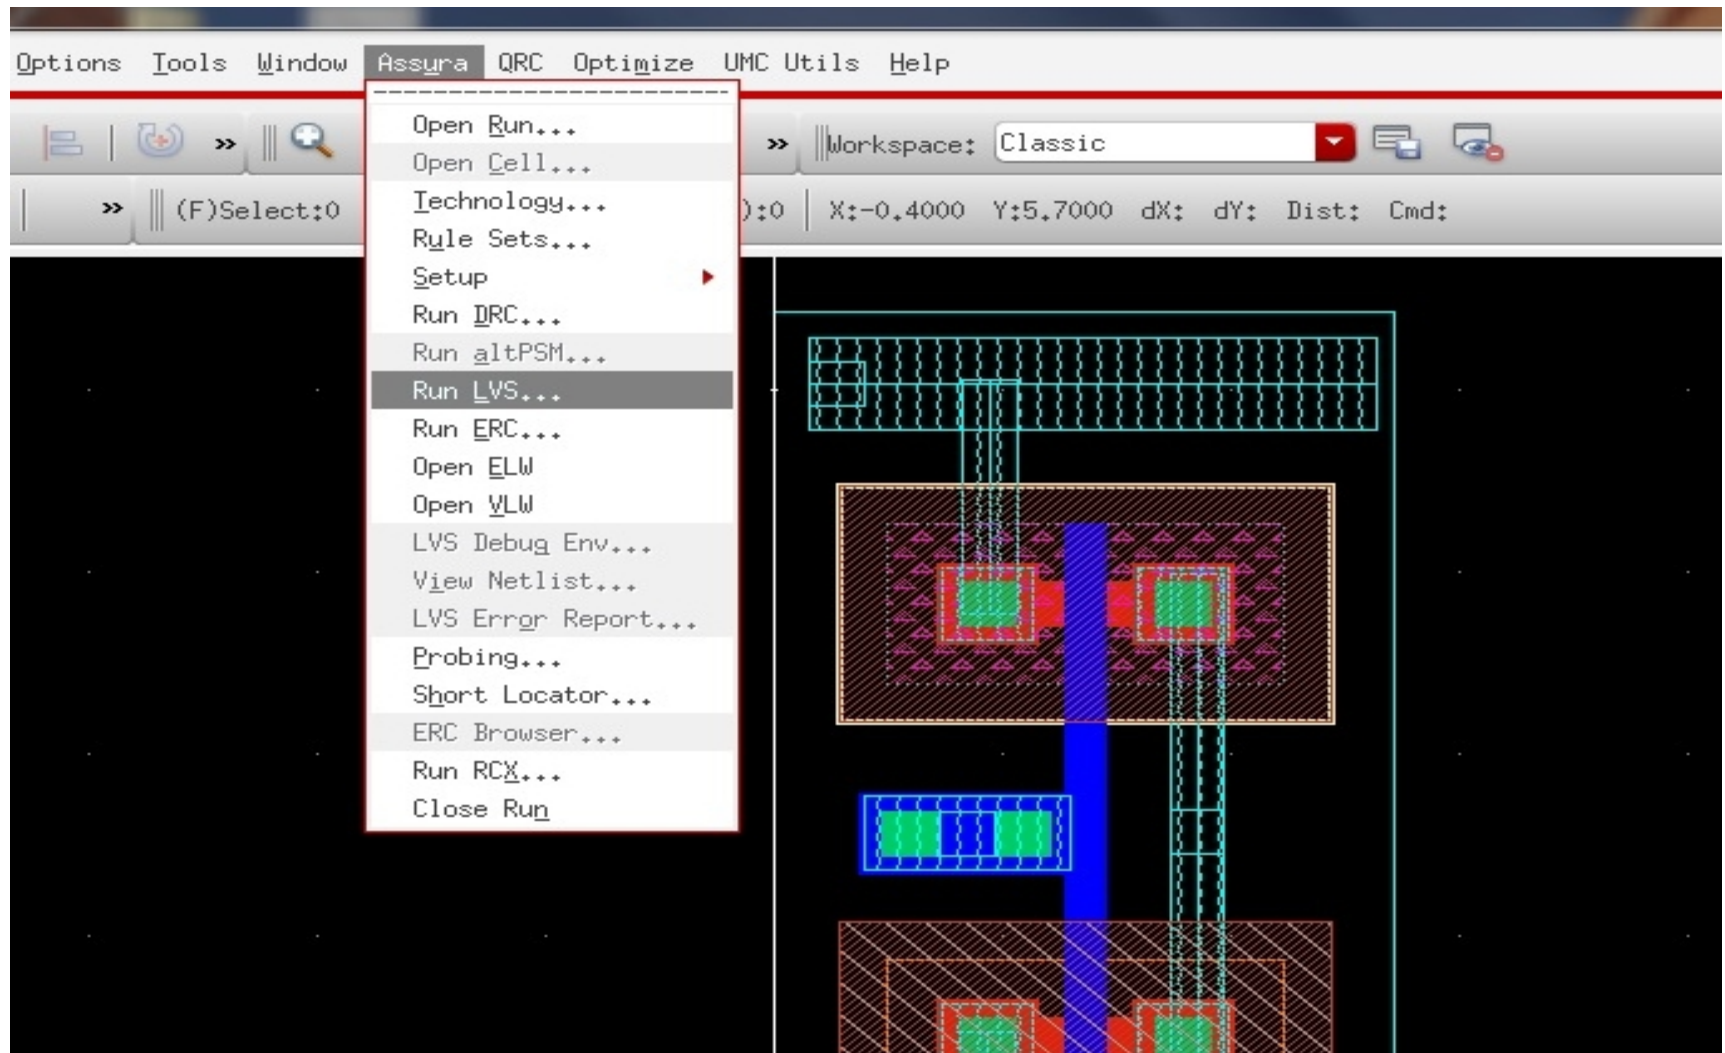 Options Tools Window Assura QRC Optimize UMC Utils Help
Open Run...
Open Cell...
Technology...
Rule Sets...
Setup
Run DRC...
Run altPSM...
Run LVS...
Run ERC...
Open ELW
Open VLW
LVS Debug Env...
View Netlist...
LVS Error Report...
Probing...
Short Locator...
ERC Browser...
Run RCX...
Close Run
» » Workspace: Classic
» (F)Select:0 ):0 X:-0.4000 Y:5.7000 dX: dY: Dist: Cmd: